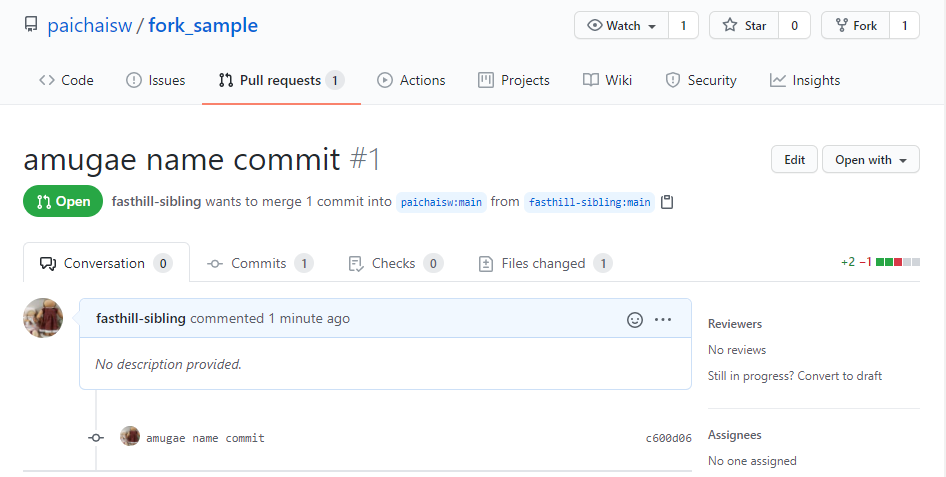 paichaisw / fork_sample
Watch 1 Star 0 Fork 1
Code Issues Pull requests 1 Actions Projects Wiki Security Insights
amugae name commit #1
Edit Open with
Open fasthill-sibling wants to merge 1 commit into paichaisw:main from fasthill-sibling:main
Conversation 0 Commits 1 Checks 0 Files changed 1 +2 −1
fasthill-sibling commented 1 minute ago
No description provided.
amugae name commit c600d06
Reviewers
No reviews
Still in progress? Convert to draft
Assignees
No one assigned